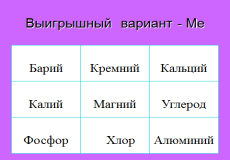 Выигрышный вариант - Ме
Барий Кремний Кальций
Калий Магний Углерод
Фосфор Хлор Алюминий